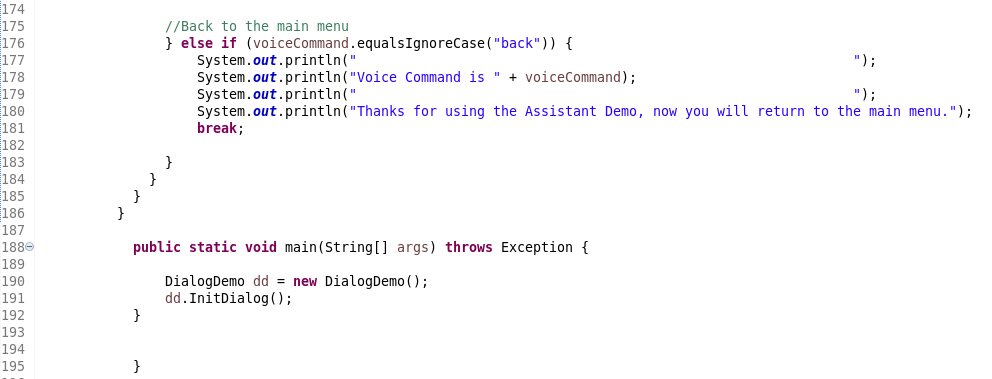 174
175 //Back to the main menu
176 } else if (voiceCommand.equalsIgnoreCase("back")) {
177 System.out.println("                                                              ");
178 System.out.println("Voice Command is " + voiceCommand);
179 System.out.println("                                                              ");
180 System.out.println("Thanks for using the Assistant Demo, now you will return to the main menu.");
181 break;
182
183 }
184 }
185 }
186 }
187
188 public static void main(String[] args) throws Exception {
189
190 DialogDemo dd = new DialogDemo();
191 dd.InitDialog();
192 }
193
194
195 }